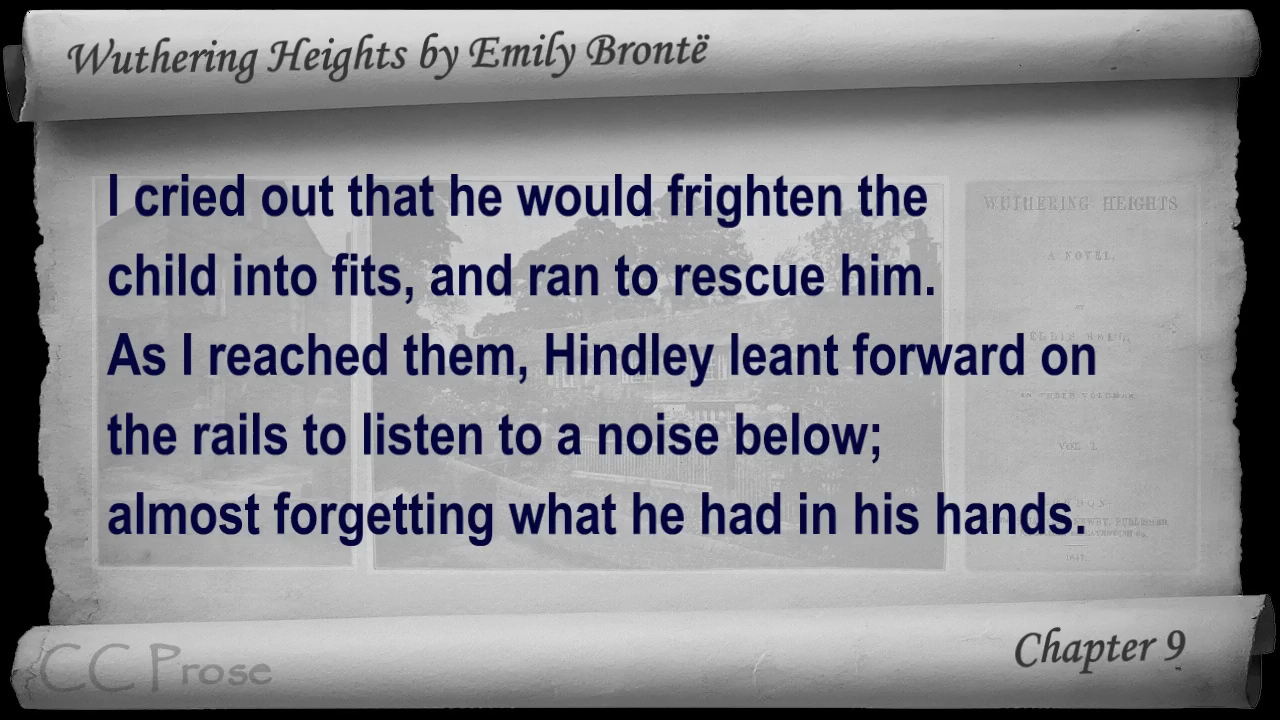 Wuthering Heights by Emily Brontë
I cried out that he would frighten the
child into fits, and ran to rescue him.
As I reached them, Hindley leant forward on
the rails to listen to a noise below;
almost forgetting what he had in his hands.
WUTHERING HEIGHTS
A NOVEL,
VOL. I.
1847.
Chapter 9
CC Prose